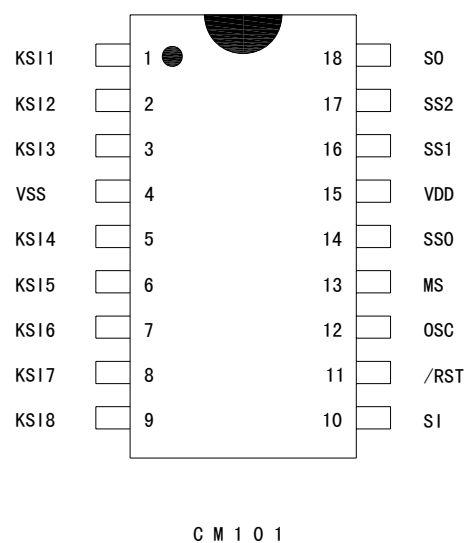 KSI1 1 18 SO
KSI2 2 17 SS2
KSI3 3 16 SS1
VSS 4 15 VDD
KSI4 5 14 SSO
KSI5 6 13 MS
KSI6 7 12 OSC
KSI7 8 11 /RST
KSI8 9 10 SI
CM101